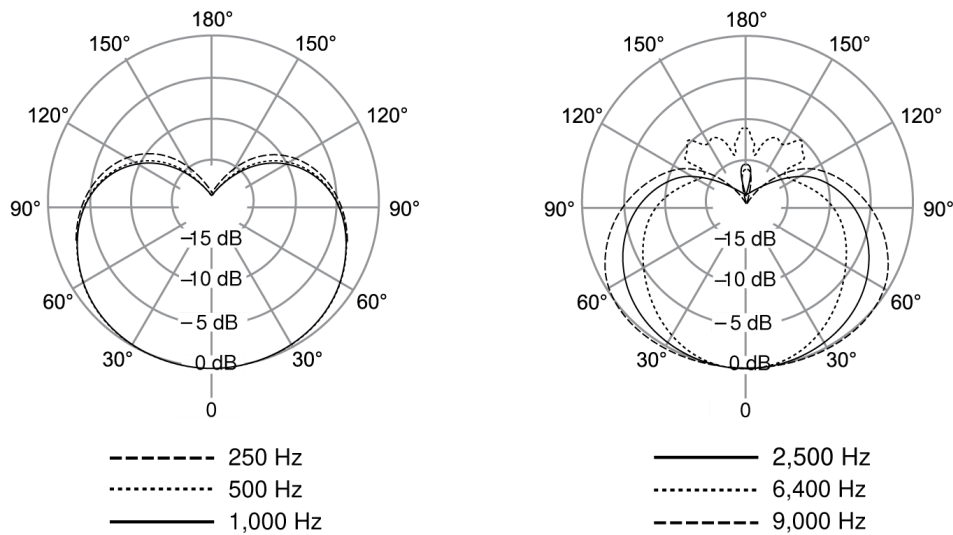 180°
150° 150°
120° 120°
90° 90°
–15 dB
–10 dB
60° 60°
–5 dB
30° 30°
0 dB
0
250 Hz
500 Hz
1,000 Hz
180°
150° 150°
120° 120°
90° 90°
–15 dB
–10 dB
60° 60°
–5 dB
30° 30°
0 dB
0
2,500 Hz
6,400 Hz
9,000 Hz